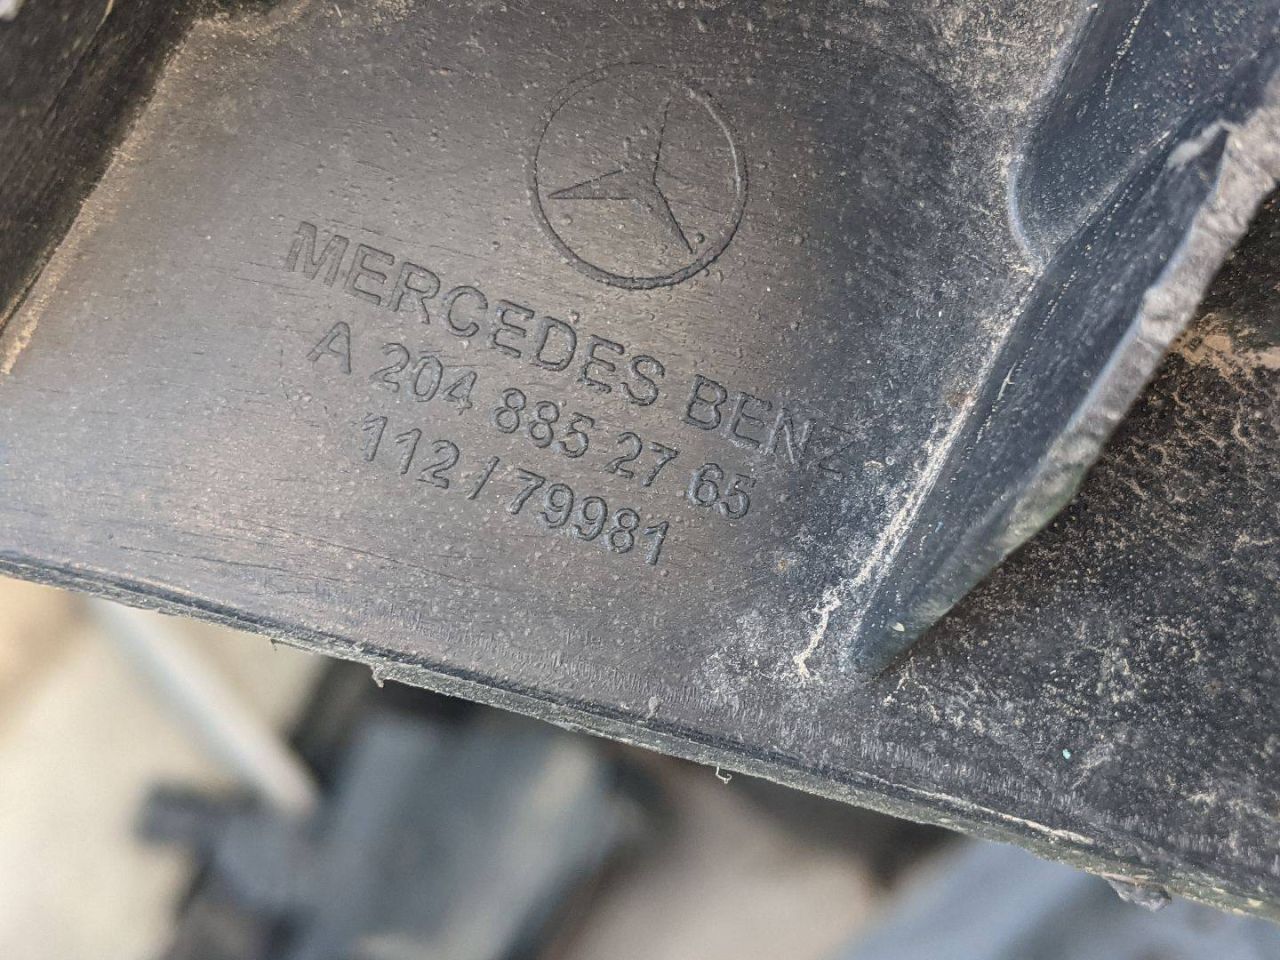 MERCEDES BENZ
A 204 885 27 65
112 / 79981